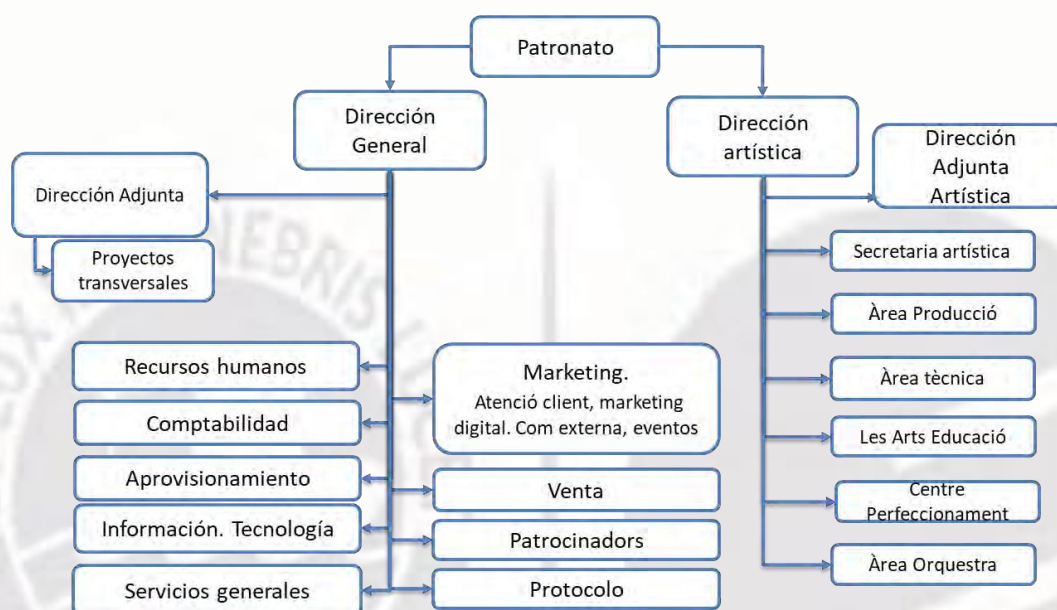 Patronato
Dirección
General
Dirección
artística
Dirección
Adjunta
Artística
Dirección Adjunta
Proyectos
transversales
Secretaria artística
Àrea Producció
Àrea tècnica
Les Arts Educació
Centre
Perfeccionament
Àrea Orquestra
Recursos humanos
Comptabilidad
Aprovisionamiento
Información. Tecnología
Servicios generales
Marketing.
Atenció client, marketing
digital. Com externa, eventos
Venta
Patrocinadors
Protocolo